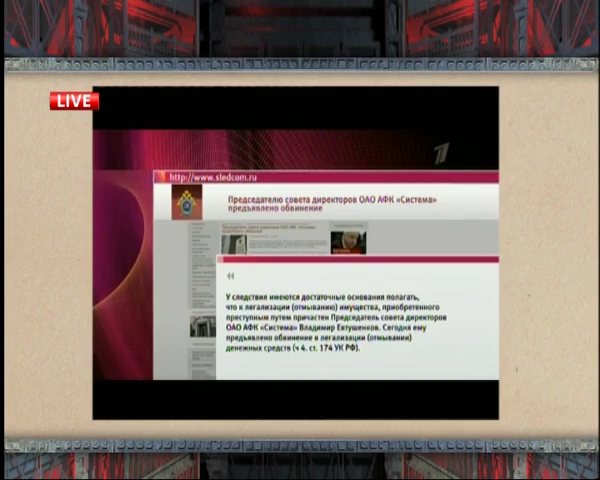 LIVE
1
http://www.sledcom.ru
Председателю совета директоров ОАО АФК «Система»
предъявлено обвинение
“
У следствия имеются достаточные основания полагать,
что к легализации (отмыванию) имущества, приобретенного
преступным путем причастен Председатель совета директоров
ОАО АФК «Система» Владимир Евтушенков. Сегодня ему
предъявлено обвинение в легализации (отмывании)
денежных средств (ч 4. ст. 174 УК РФ).